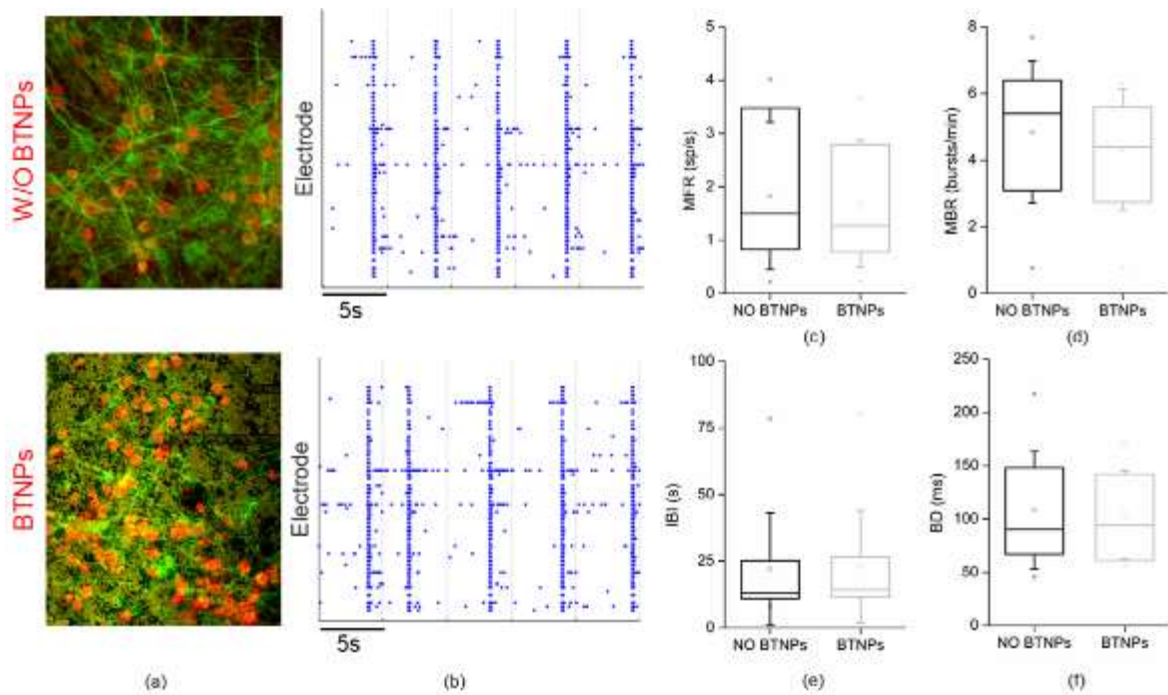 W/O BTNPs
Electrode
5s
MFR (sp/s)
5
4
3
2
1
0
NO BTNPs
BTNPs
(c)
MBR (bursts/min)
8
6
4
2
0
NO BTNPs
BTNPs
(d)
BTNPs
Electrode
5s
IBI (s)
100
75
50
25
0
NO BTNPs
BTNPs
BD (ms)
250
200
150
100
50
0
NO BTNPs
BTNPs
(a)
(b)
(e)
(f)